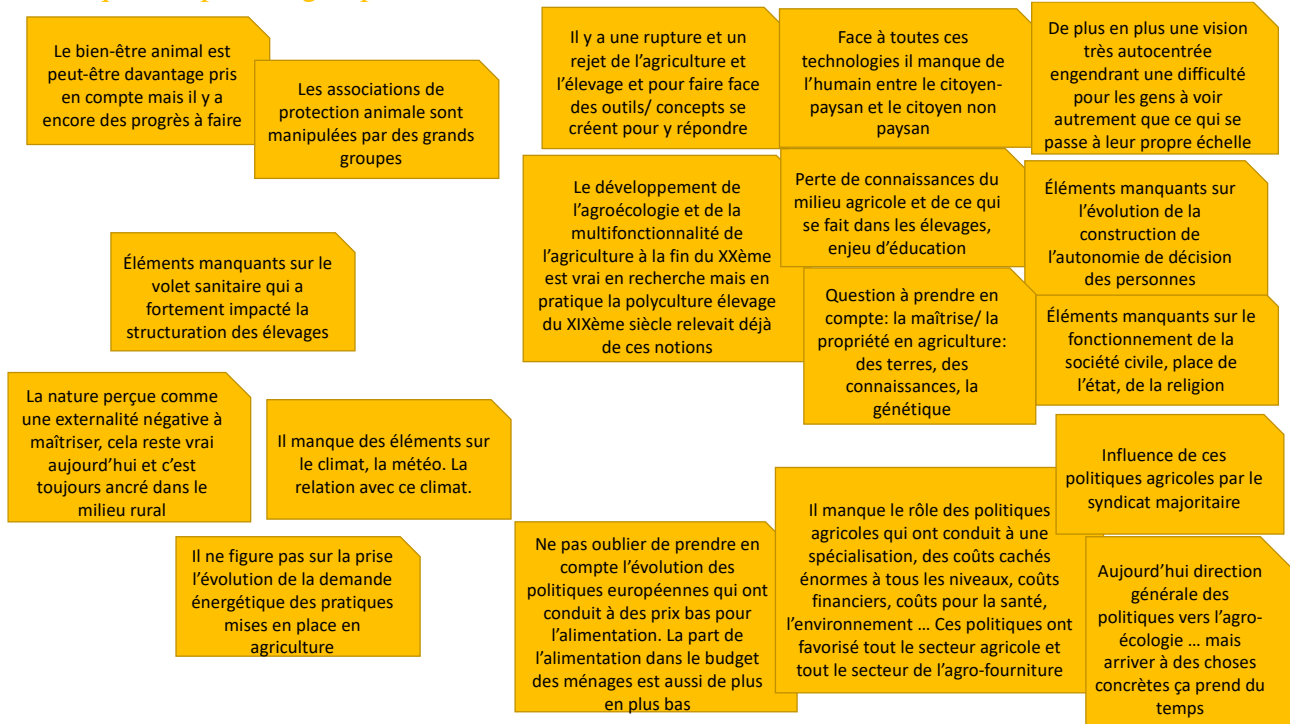 Le bien-être animal est
peut-être davantage pris
en compte mais il y a
encore des progrès à faire
Les associations de
protection animale sont
manipulées par des grands
groupes
Il y a une rupture et un
rejet de l'agriculture et
l'élevage et pour faire face
des outils/ concepts se
créent pour y répondre
Face à toutes ces
technologies il manque de
l'humain entre le citoyen-
paysan et le citoyen non
paysan
De plus en plus une vision
très autocentrée
engendrant une difficulté
pour les gens à voir
autrement que ce qui se
passe à leur propre échelle
Le développement de
l'agroécologie et de la
multifonctionnalité de
l'agriculture à la fin du XXème
est vrai en recherche mais en
pratique la polyculture élevage
du XIXème siècle relevait déjà
de ces notions
Perte de connaissances du
milieu agricole et de ce qui
se fait dans les élevages,
enjeu d'éducation
Éléments manquants sur
l'évolution de la
construction de
l'autonomie de décision
des personnes
Éléments manquants sur le
volet sanitaire qui a
fortement impacté la
structuration des élevages
Question à prendre en
compte: la maîtrise/ la
propriété en agriculture:
des terres, des
connaissances, la
génétique
Éléments manquants sur le
fonctionnement de la
société civile, place de
l'état, de la religion
La nature perçue comme
une externalité négative à
maîtriser, cela reste vrai
aujourd'hui et c'est
toujours ancré dans le
milieu rural
Il manque des éléments sur
le climat, la météo. La
relation avec ce climat.
Influence de ces
politiques agricoles par le
syndicat majoritaire
Il ne figure pas sur la prise
l'évolution de la demande
énergétique des pratiques
mises en place en
agriculture
Ne pas oublier de prendre en
compte l'évolution des
politiques européennes qui ont
conduit à des prix bas pour
l'alimentation. La part de
l'alimentation dans le budget
des ménages est aussi de plus
en plus bas
Il manque le rôle des politiques
agricoles qui ont conduit à une
spécialisation, des coûts cachés
énormes à tous les niveaux, coûts
financiers, coûts pour la santé,
l'environnement … Ces politiques ont
favorisé tout le secteur agricole et
tout le secteur de l'agro-fourniture
Aujourd'hui direction
générale des
politiques vers l'agro-
écologie … mais
arriver à des choses
concrètes ça prend du
temps